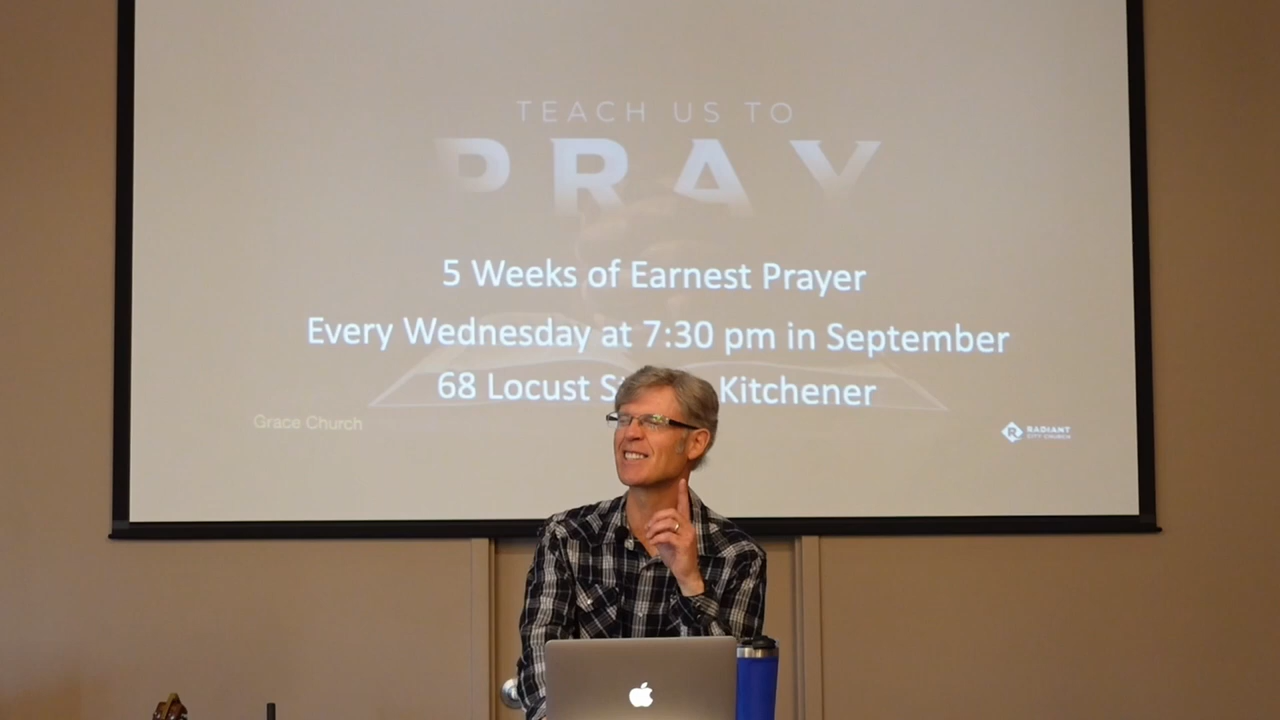 TEACH US TO
PRAY
5 Weeks of Earnest Prayer
Every Wednesday at 7:30 pm in September
68 Locust St Kitchener
Grace Church
R RADIANT
CITY CHURCH